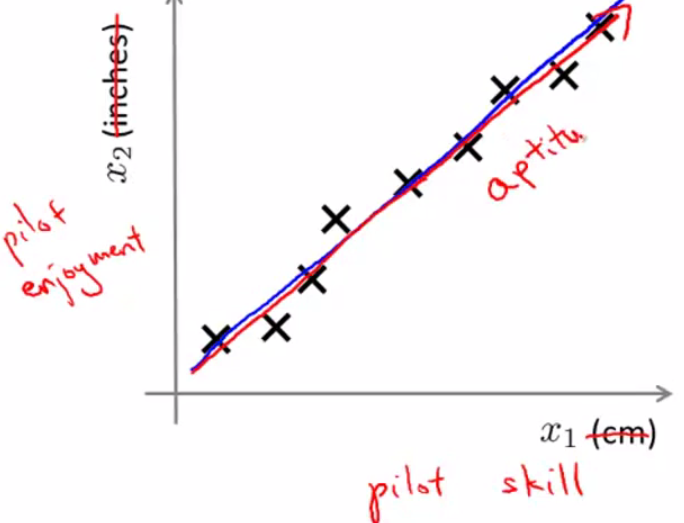 x2 (inches)
pilot
enjoyment
aptitu
x1 (cm)
pilot skill